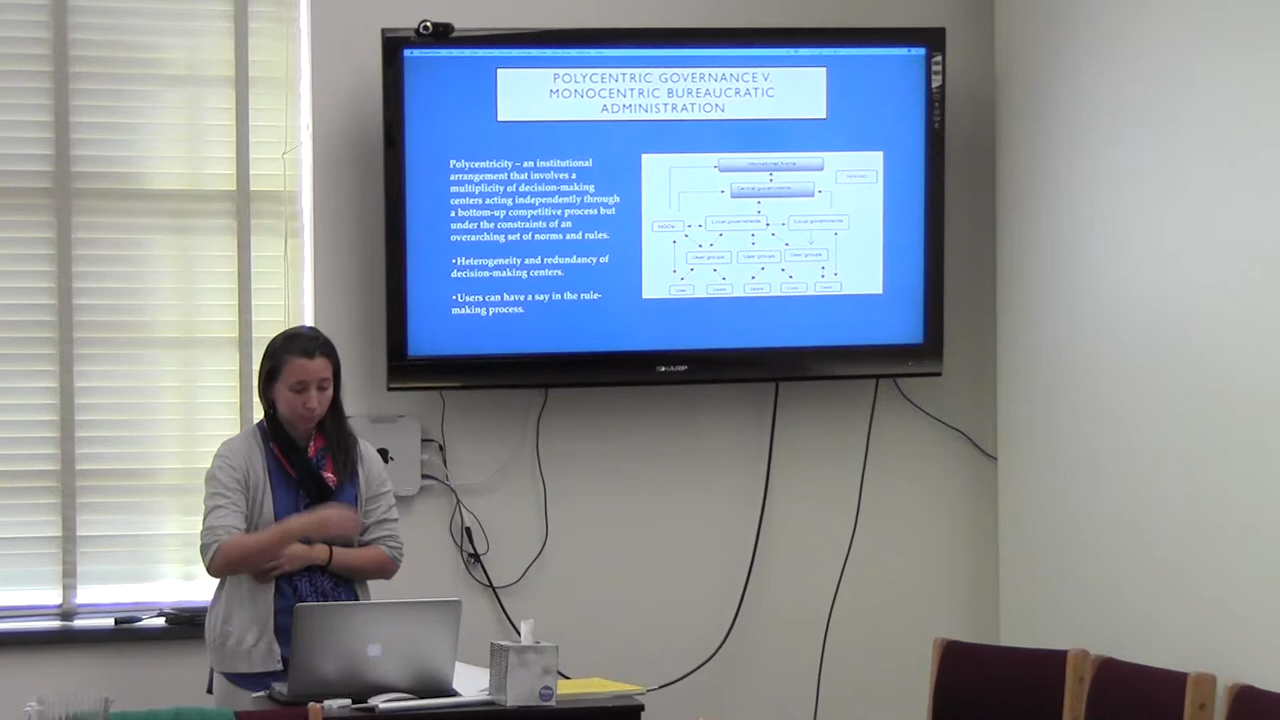 POLYCENTRIC GOVERNANCE V.
MONOCENTRIC BUREAUCRATIC
ADMINISTRATION
Polycentricity – an institutional
arrangement that involves a
multiplicity of decision-making
centers acting independently through
a bottom-up competitive process but
under the constraints of an
overarching set of norms and rules.
•Heterogeneity and redundancy of
decision-making centers.
•Users can have a say in the rule-
making process.
Central governments
NGOs
Local governments
Local governments
User groups
User groups
User groups
User
Users
SHARP